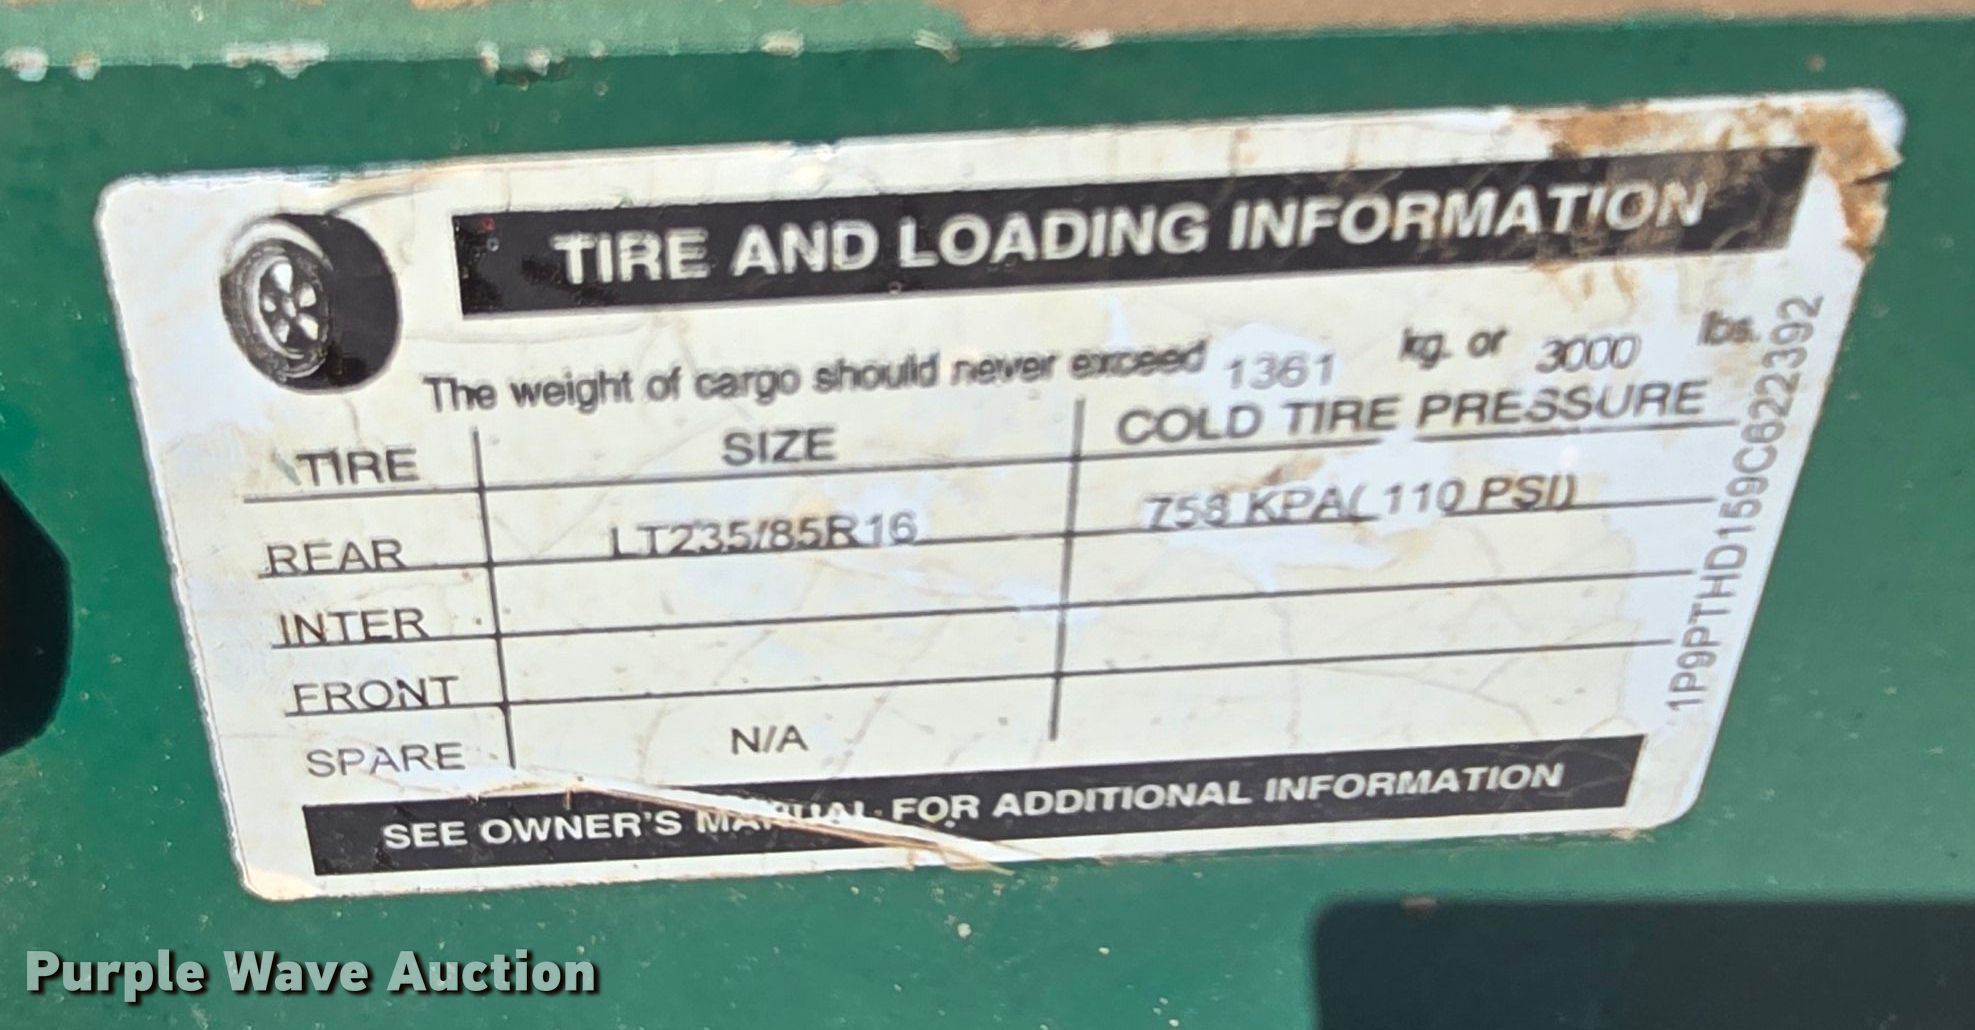 TIRE AND LOADING INFORMATION
The weight of cargo should never exceed 1361 kg. or 3000 lbs.
TIRE SIZE COLD TIRE PRESSURE
REAR LT235/85R16 758 KPA( 110 PSI)
INTER
FRONT
SPARE N/A
SEE OWNER'S MANUAL FOR ADDITIONAL INFORMATION
1P9PTHD159C622392
Purple Wave Auction